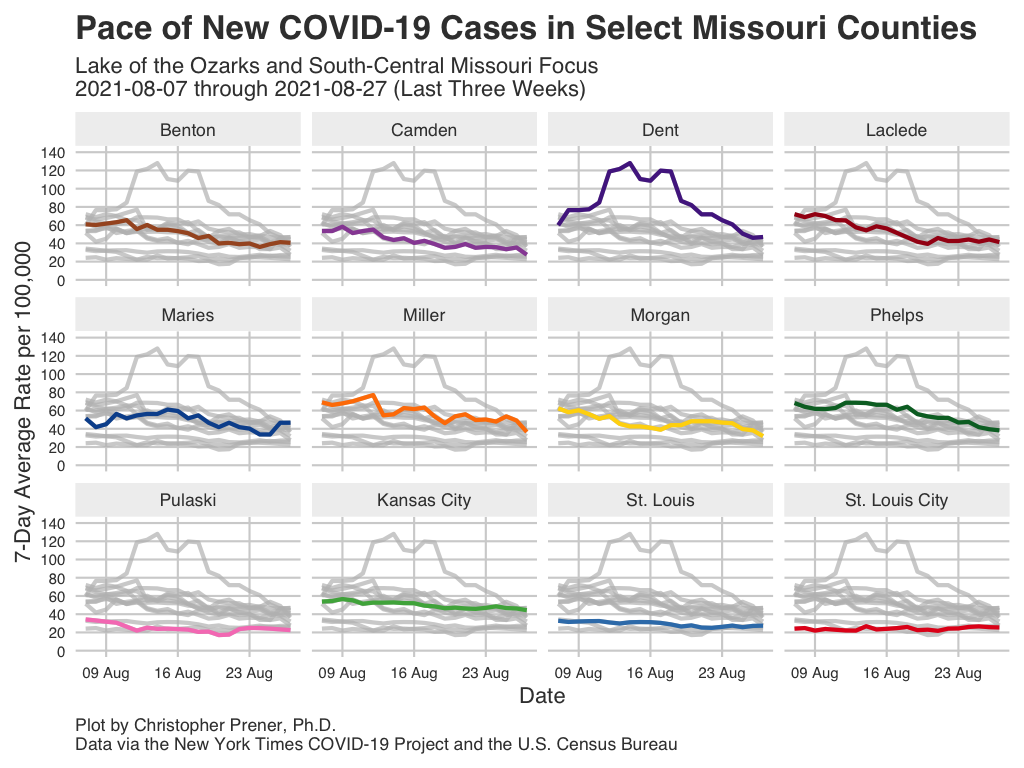 Pace of New COVID-19 Cases in Select Missouri Counties
Lake of the Ozarks and South-Central Missouri Focus
2021-08-07 through 2021-08-27 (Last Three Weeks)
Benton Camden Dent Laclede
140
120
100
80
60
40
20
0
Maries Miller Morgan Phelps
140
120
100
80
60
40
20
0
Pulaski Kansas City St. Louis St. Louis City
140
120
100
80
60
40
20
0
7-Day Average Rate per 100,000
09 Aug 16 Aug 23 Aug 09 Aug 16 Aug 23 Aug 09 Aug 16 Aug 23 Aug 09 Aug 16 Aug 23 Aug
Date
Plot by Christopher Prener, Ph.D.
Data via the New York Times COVID-19 Project and the U.S. Census Bureau